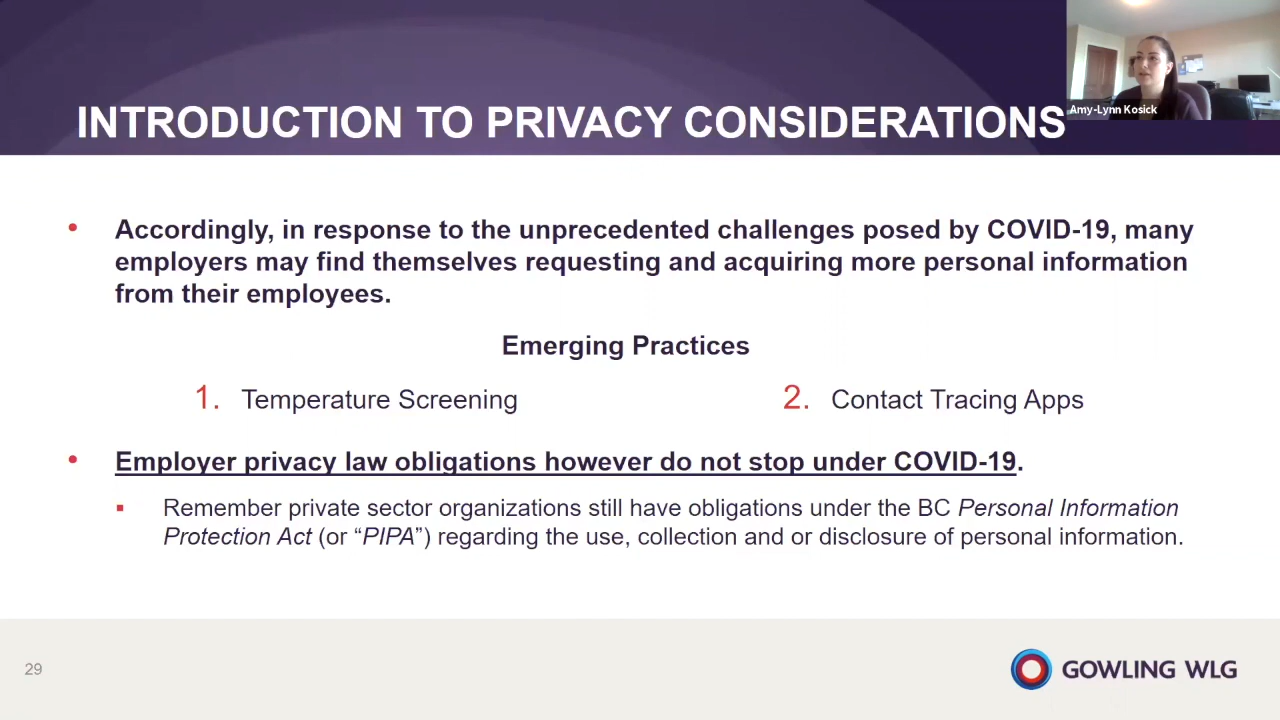 INTRODUCTION TO PRIVACY CONSIDERATIONS
Amy-Lynn Kosick
• Accordingly, in response to the unprecedented challenges posed by COVID-19, many
employers may find themselves requesting and acquiring more personal information
from their employees.
Emerging Practices
1. Temperature Screening
2. Contact Tracing Apps
• Employer privacy law obligations however do not stop under COVID-19.
▪ Remember private sector organizations still have obligations under the BC Personal Information
Protection Act (or “PIPA”) regarding the use, collection and or disclosure of personal information.
29
GOWLING WLG